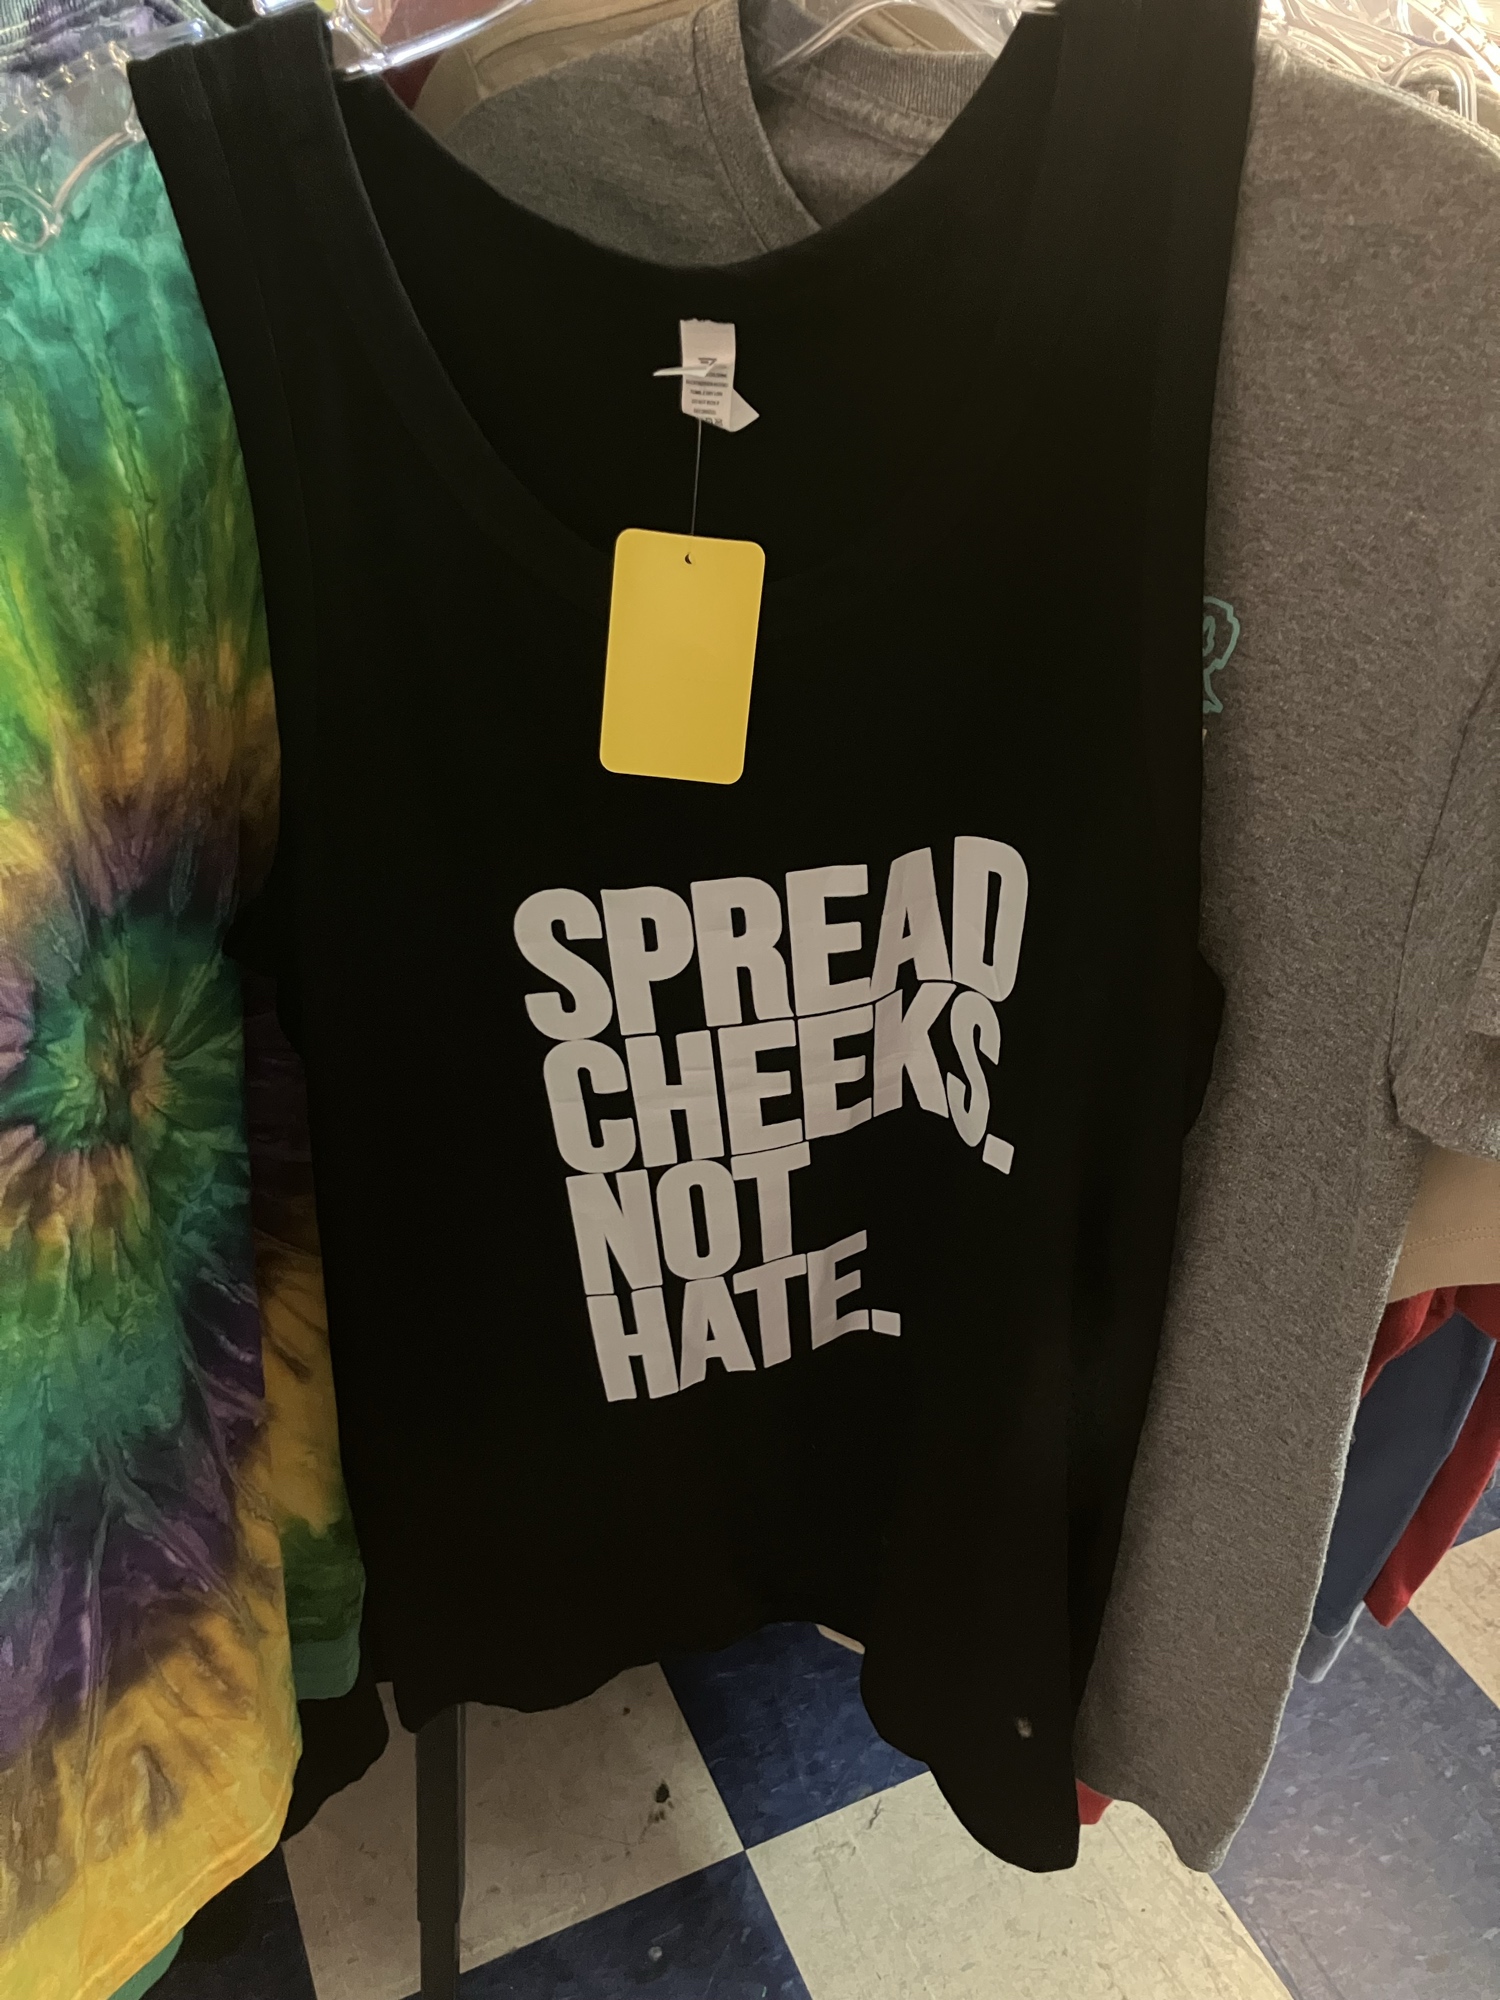 SPREAD
CHEEKS.
NOT
HATE.